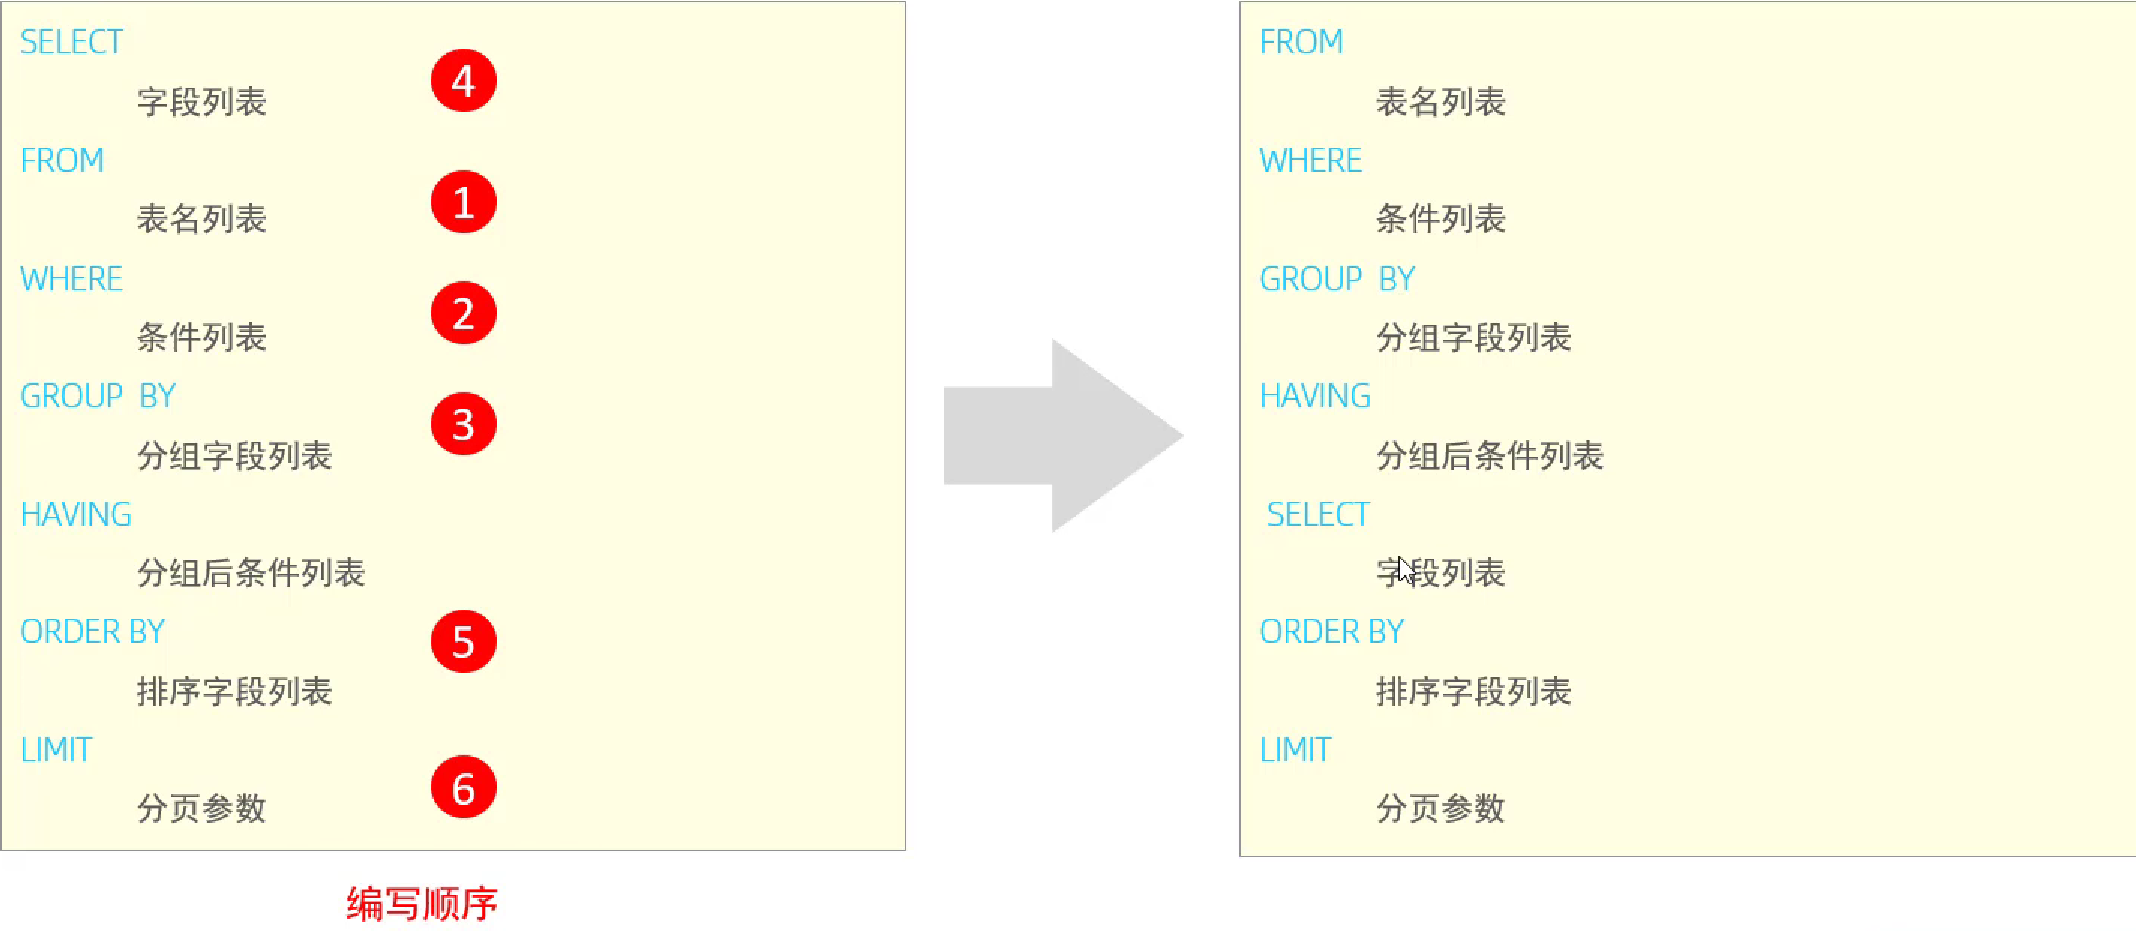 SELECT
字段列表
4
FROM
表名列表
1
WHERE
条件列表
2
GROUP BY
分组字段列表
3
HAVING
分组后条件列表
ORDER BY
排序字段列表
5
LIMIT
分页参数
6
编写顺序
FROM
表名列表
WHERE
条件列表
GROUP BY
分组字段列表
HAVING
分组后条件列表
SELECT
字段列表
ORDER BY
排序字段列表
LIMIT
分页参数